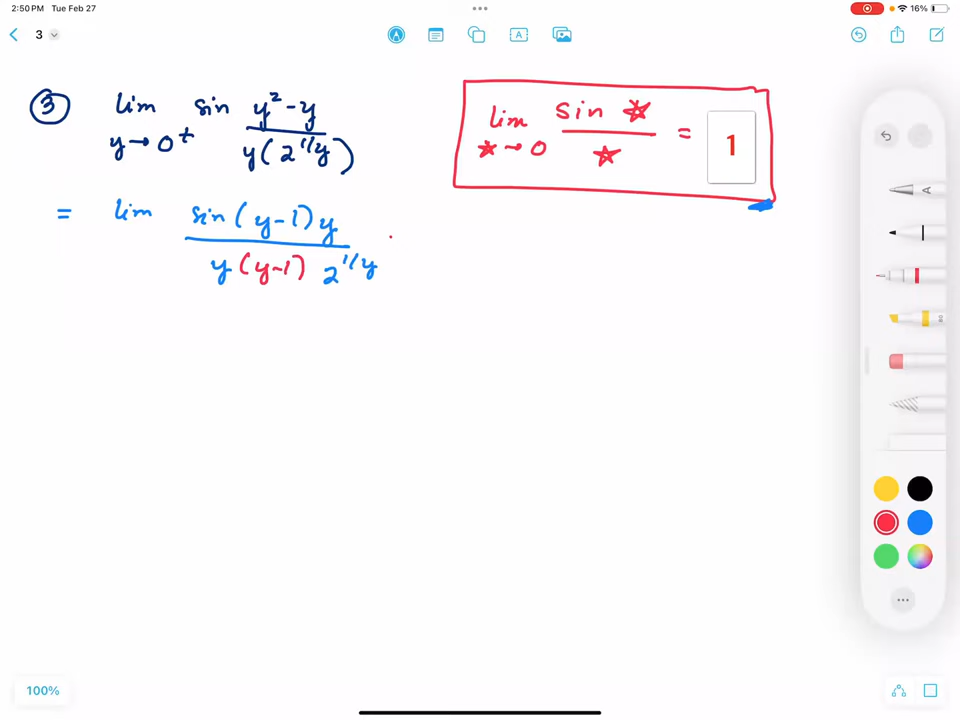 2:50 PM Tue Feb 27
16%
3
A
③ lim sin y² - y
y → 0⁺ y(2^{1/y})
lim sin ☆ = 1
☆ → 0 ☆
= lim sin(y-1)y
y(y-1) 2^{1/y}
A
80
100%